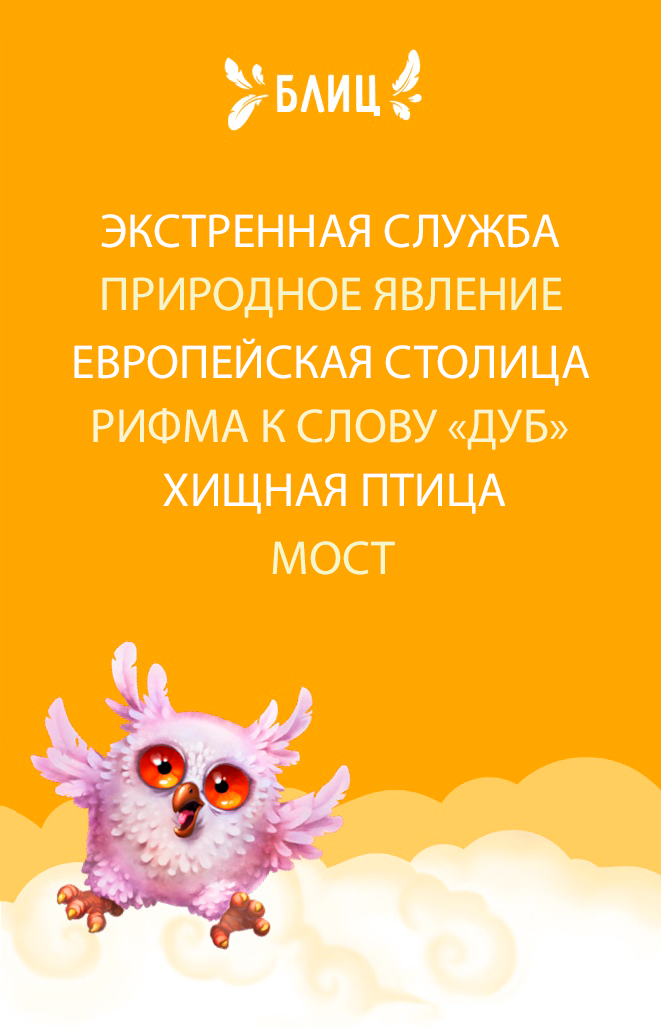 БЛИЦ
ЭКСТРЕННАЯ СЛУЖБА
ПРИРОДНОЕ ЯВЛЕНИЕ
ЕВРОПЕЙСКАЯ СТОЛИЦА
РИФМА К СЛОВУ «ДУБ»
ХИЩНАЯ ПТИЦА
МОСТ